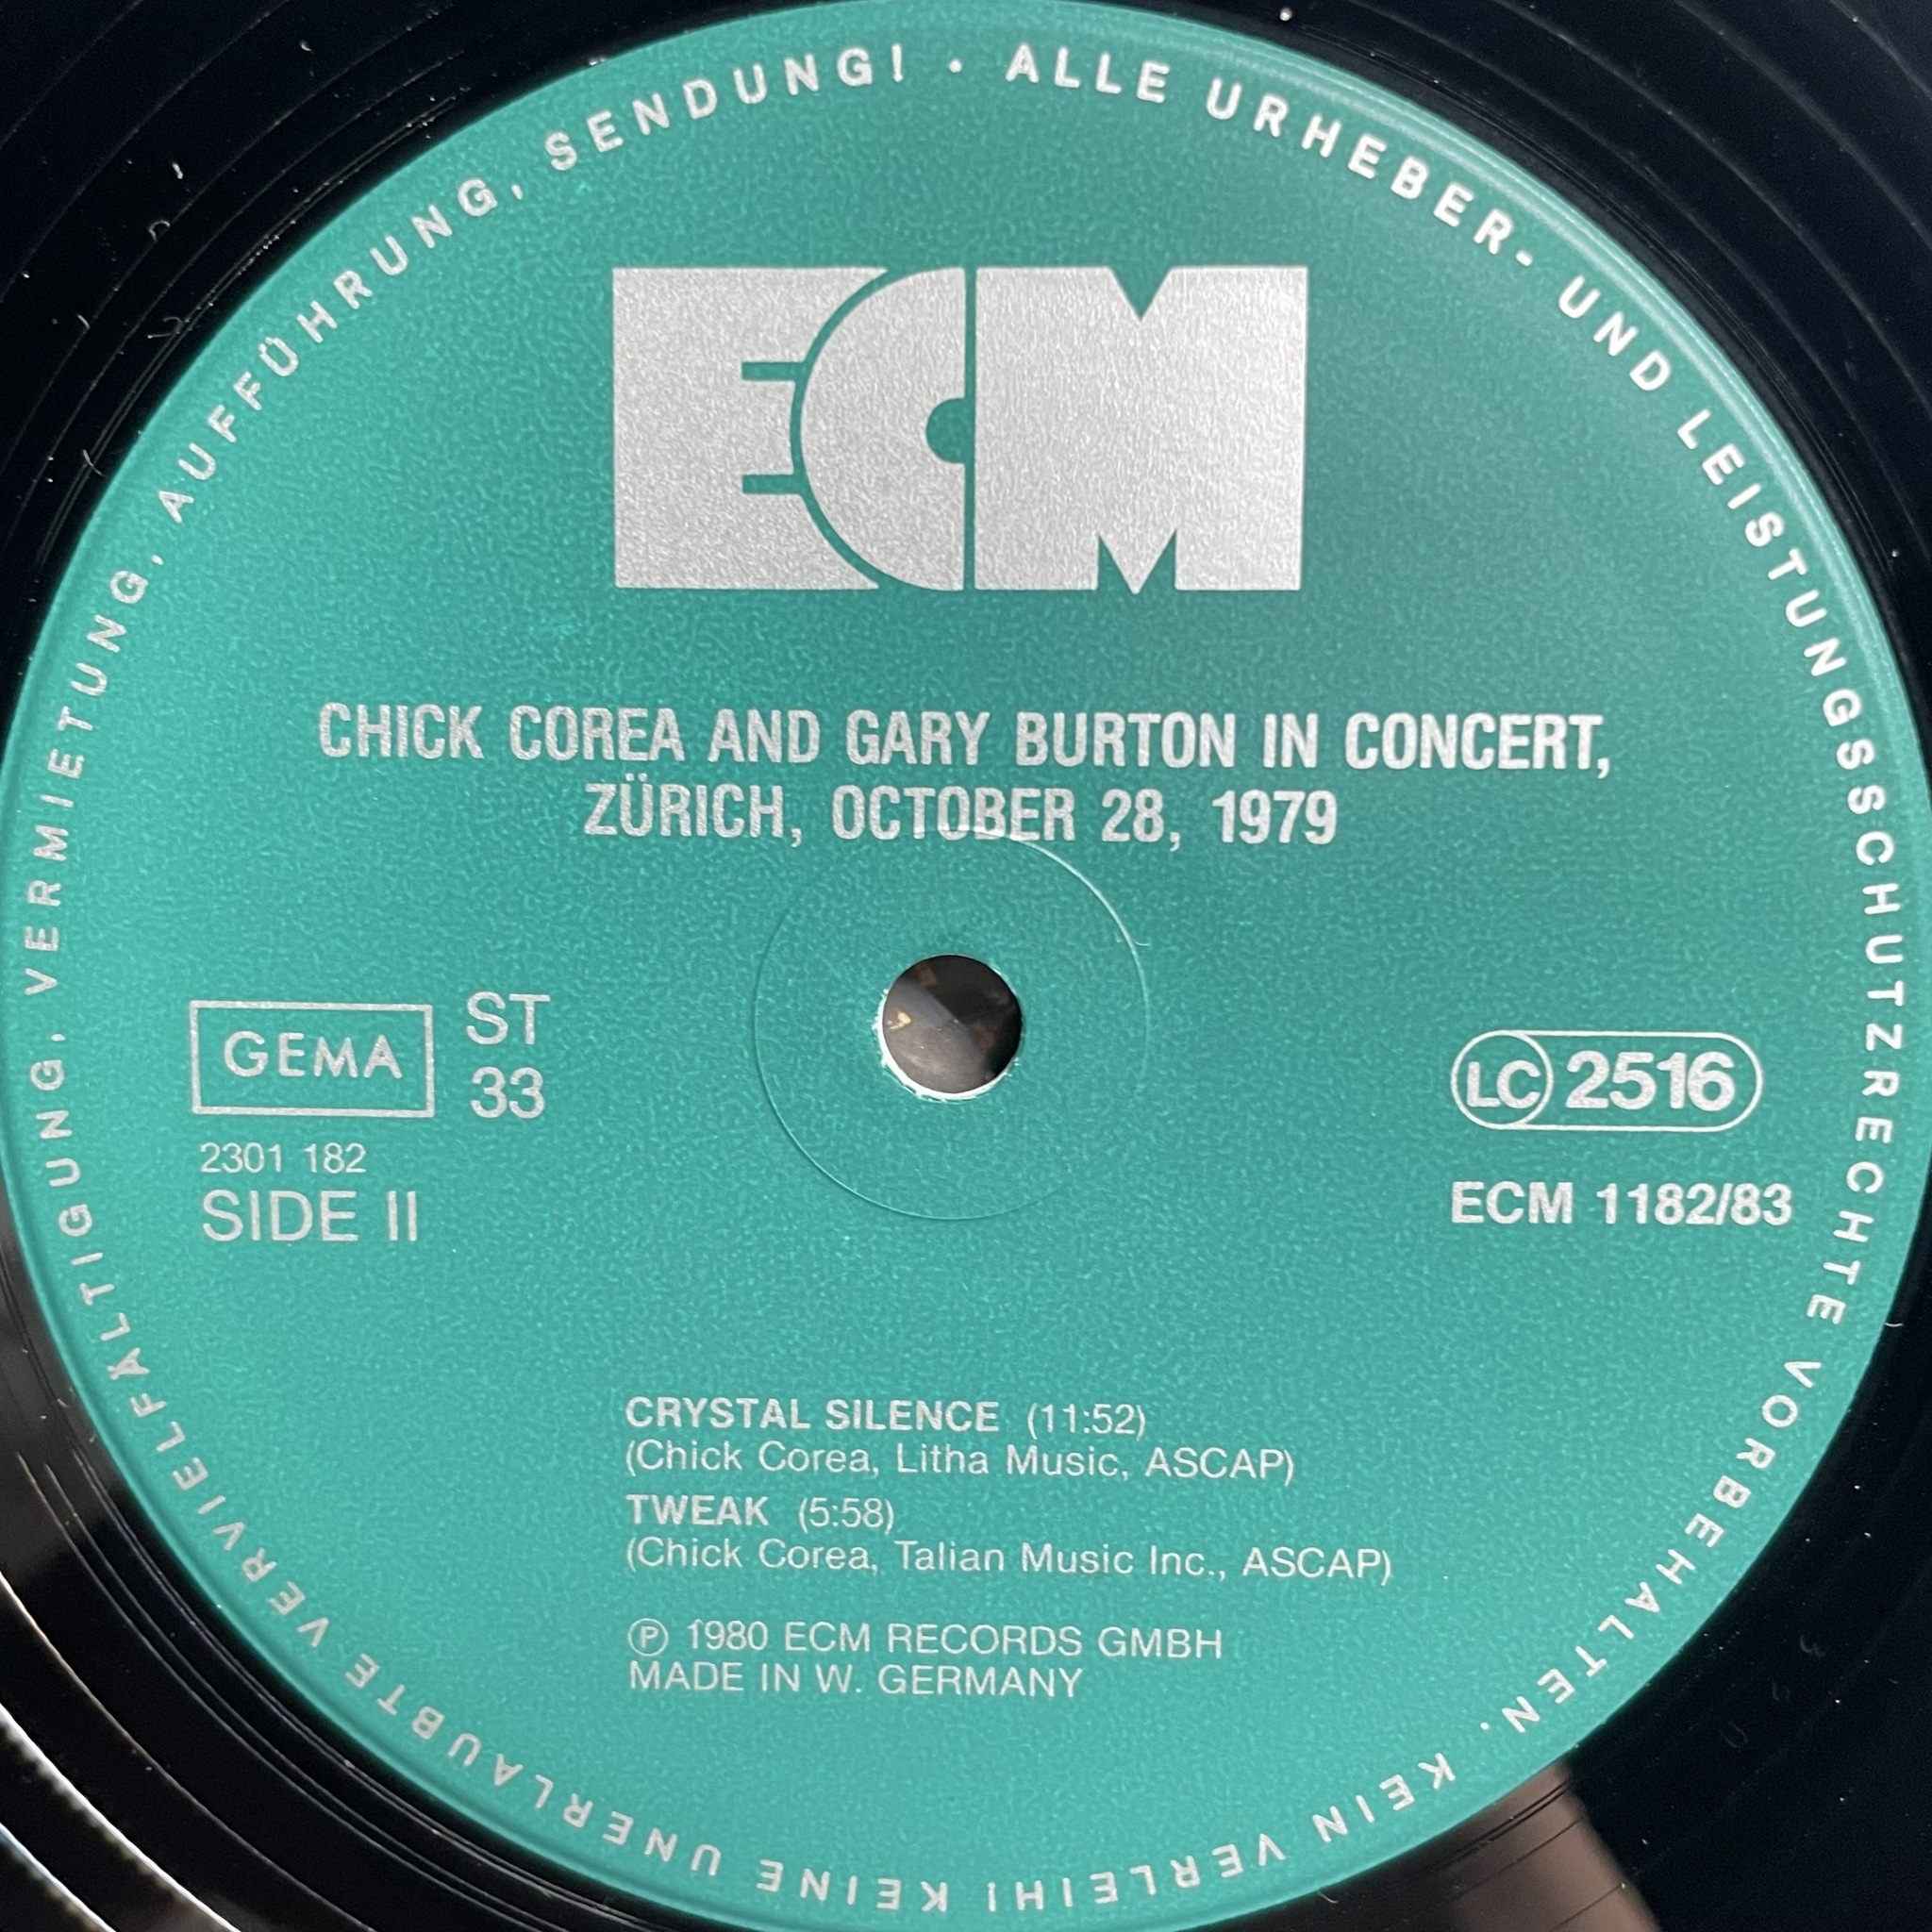 ALLE URHEBER- UND LEISTUNGSSCHUTZRECHTE VORBEHALTEN. KEIN VERLEIH! KEINE UNERLAUBTE VERVIELFÄLTIGUNG, VERMIETUNG, AUFFÜHRUNG, SENDUNG! ·
ECM
CHICK COREA AND GARY BURTON IN CONCERT,
ZÜRICH, OCTOBER 28, 1979
GEMA
ST
33
2301 182
SIDE II
LC 2516
ECM 1182/83
CRYSTAL SILENCE (11:52)
(Chick Corea, Litha Music, ASCAP)
TWEAK (5:58)
(Chick Corea, Talian Music Inc., ASCAP)
Ⓟ 1980 ECM RECORDS GMBH
MADE IN W. GERMANY